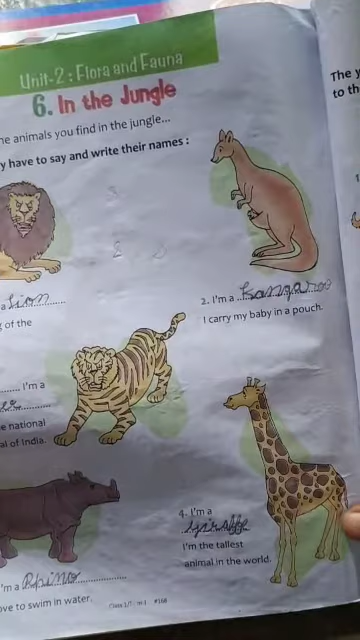 Unit-2 : Flora and Fauna
6. In the Jungle
he animals you find in the jungle...
y have to say and write their names :
The y
to th
a Lion
g of the
2. I'm a Kangaroo
I carry my baby in a pouch.
I'm a
er
e national
al of India.
4. I'm a
giraffe
I'm the tallest
animal in the world.
'm a Rhino
ove to swim in water.